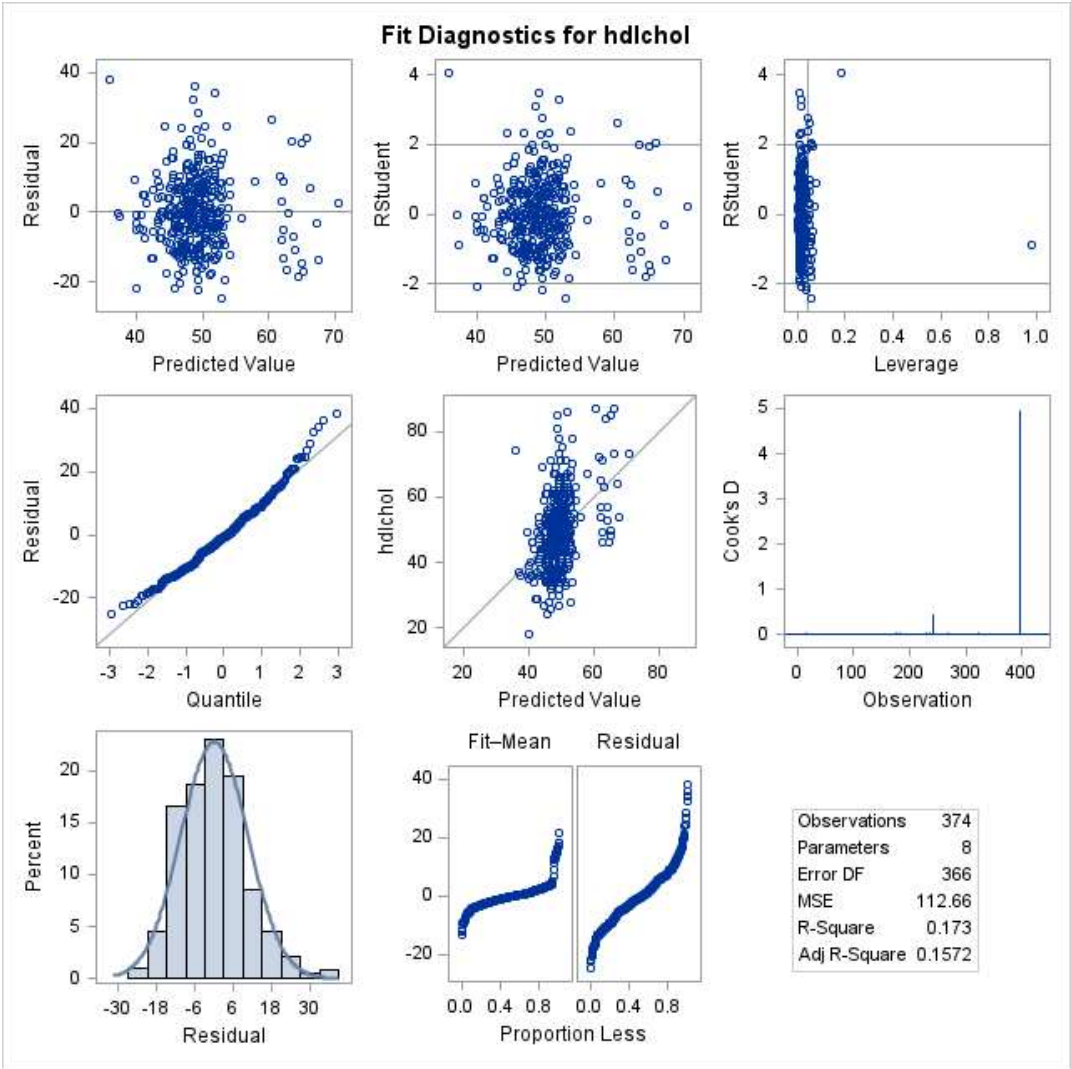 Fit Diagnostics for hdlchol
40
20
0
-20
Residual
40 50 60 70
Predicted Value
4
2
0
-2
RStudent
40 50 60 70
Predicted Value
4
2
0
-2
RStudent
0.0 0.2 0.4 0.6 0.8 1.0
Leverage
40
20
0
-20
Residual
-3 -2 -1 0 1 2 3
Quantile
80
60
40
20
hdlchol
20 40 60 80
Predicted Value
5
4
3
2
1
0
Cook's D
0 100 200 300 400
Observation
20
15
10
5
0
Percent
-30 -18 -6 6 18 30
Residual
Fit–Mean Residual
40
20
0
-20
0.0 0.4 0.8 0.0 0.4 0.8
Proportion Less
Observations 374
Parameters 8
Error DF 366
MSE 112.66
R-Square 0.173
Adj R-Square 0.1572